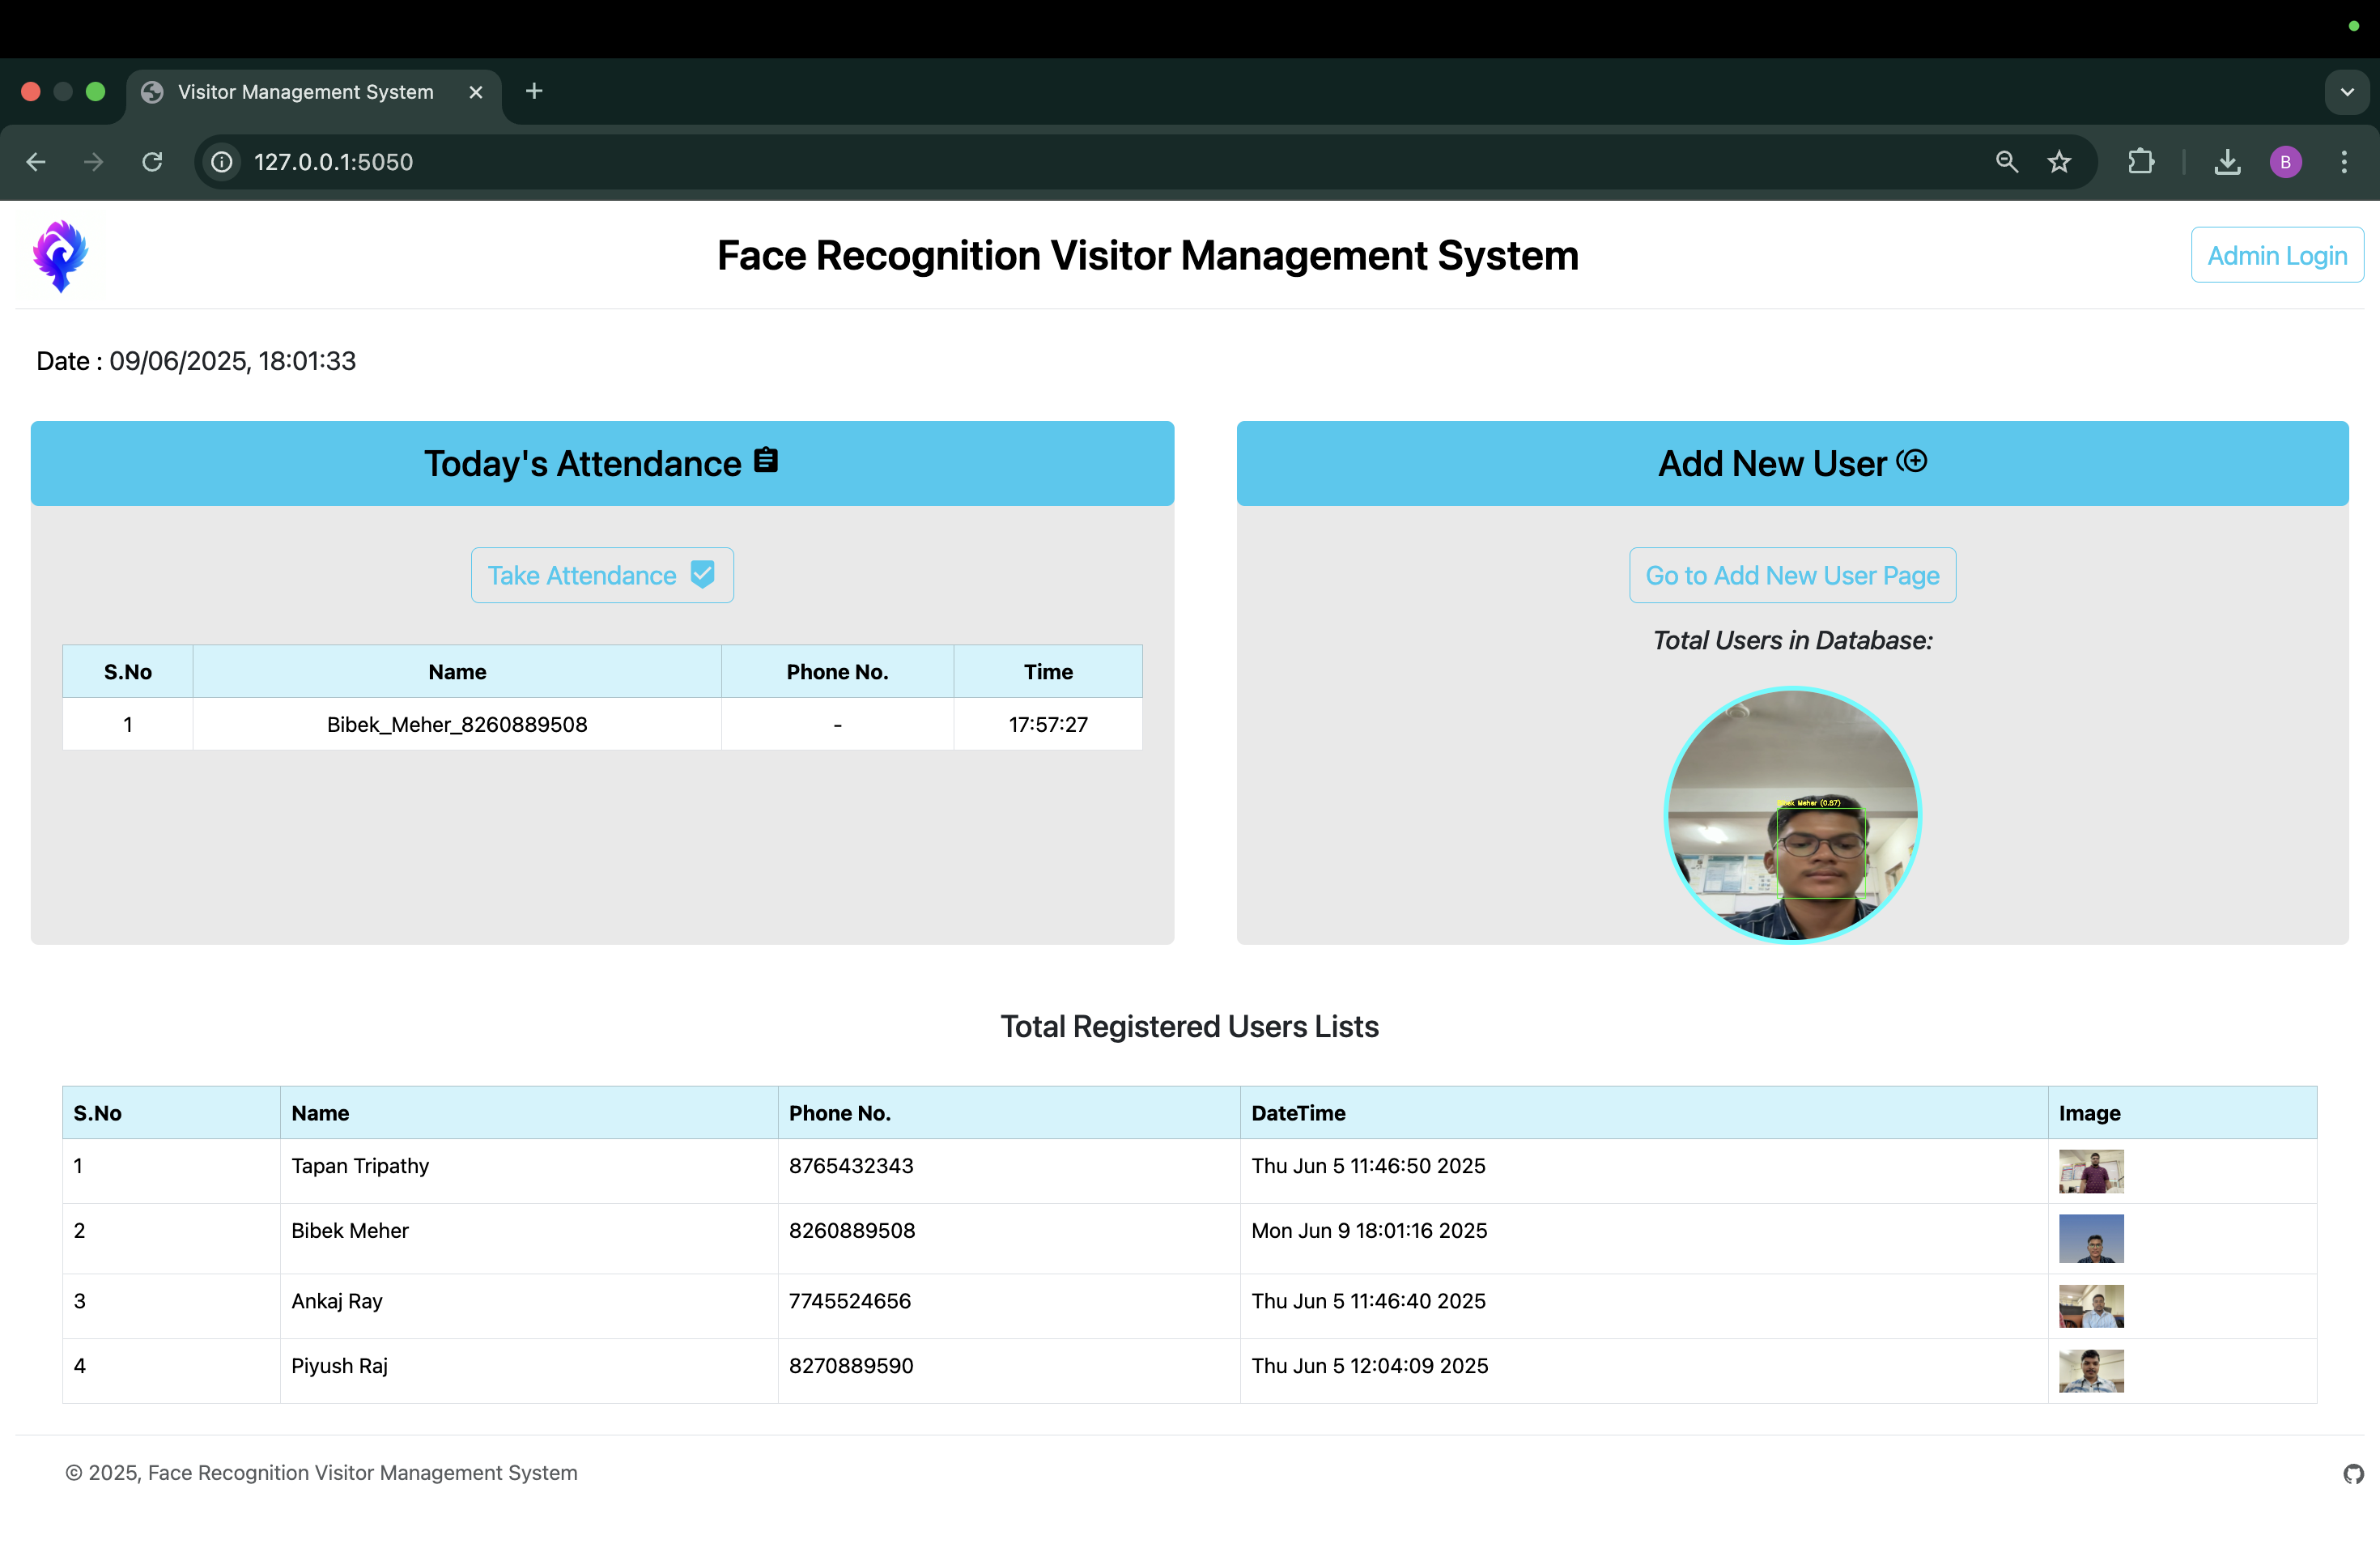 Visitor Management System
127.0.0.1:5050
B
Face Recognition Visitor Management System
Admin Login
Date : 09/06/2025, 18:01:33
Today's Attendance
Take Attendance
S.No Name Phone No. Time
1 Bibek_Meher_8260889508 - 17:57:27
Add New User
Go to Add New User Page
Total Users in Database:
Bibek Meher (0.87)
Total Registered Users Lists
S.No Name Phone No. DateTime Image
1 Tapan Tripathy 8765432343 Thu Jun 5 11:46:50 2025
2 Bibek Meher 8260889508 Mon Jun 9 18:01:16 2025
3 Ankaj Ray 7745524656 Thu Jun 5 11:46:40 2025
4 Piyush Raj 8270889590 Thu Jun 5 12:04:09 2025
© 2025, Face Recognition Visitor Management System